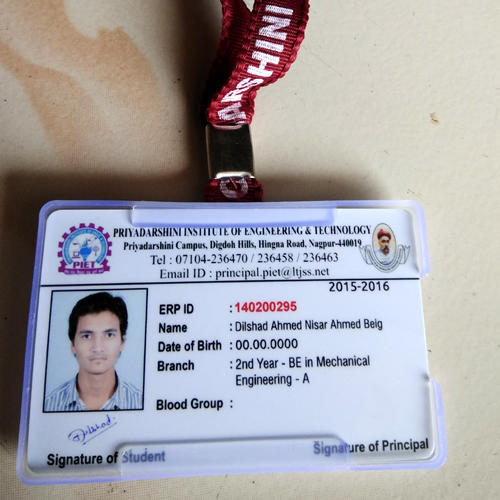 ARSHINI
PRIYADARSHINI INSTITUTE OF ENGINEERING & TECHNOLOGY
Priyadarshini Campus, Digdoh Hills, Hingna Road, Nagpur-440019
Tel : 07104-236470 / 236458 / 236463
Email ID : principal.piet@ltjss.net
PIET
2015-2016
ERP ID : 140200295
Name : Dilshad Ahmed Nisar Ahmed Beig
Date of Birth : 00.00.0000
Branch : 2nd Year - BE in Mechanical
Engineering - A
Blood Group :
Dilshad
Signature of Student
Signature of Principal